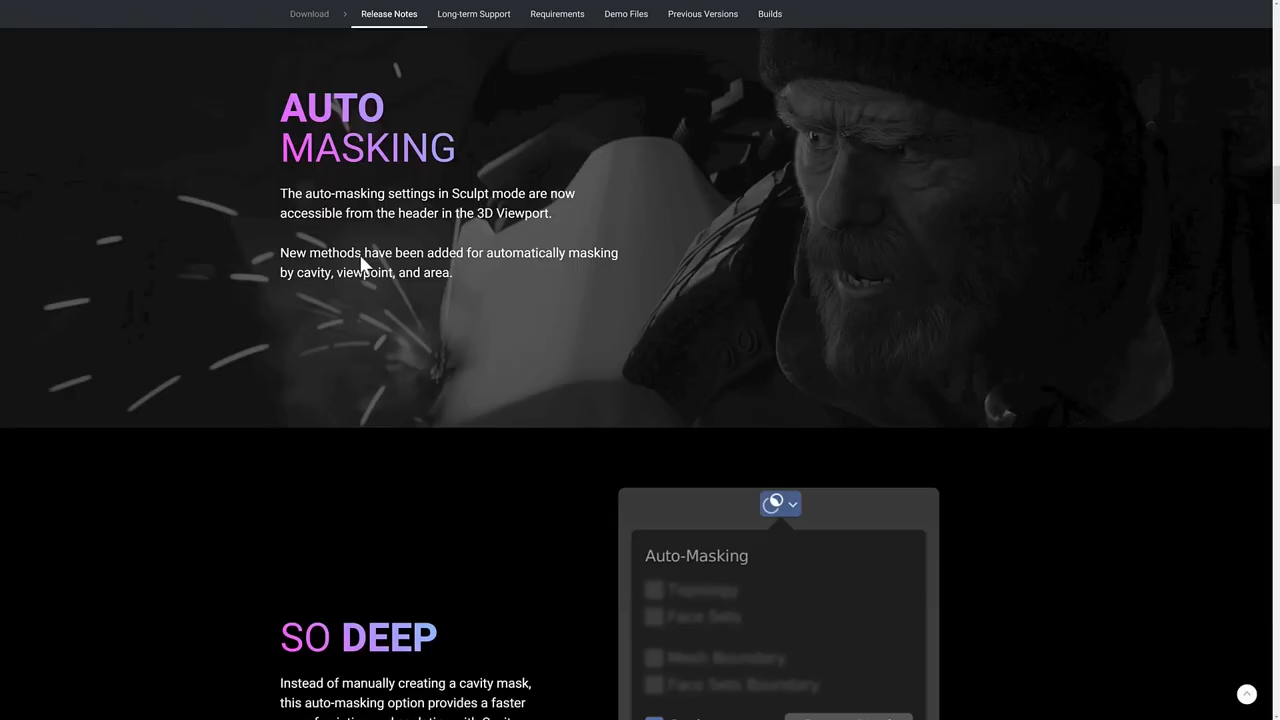 Download
Release Notes
Long-term Support
Requirements
Demo Files
Previous Versions
Builds
AUTO
MASKING
The auto-masking settings in Sculpt mode are now
accessible from the header in the 3D Viewport.
New methods have been added for automatically masking
by cavity, viewpoint, and area.
Auto-Masking
Topology
Face Sets
Mesh Boundary
Face Sets Boundary
SO DEEP
Instead of manually creating a cavity mask,
this auto-masking option provides a faster